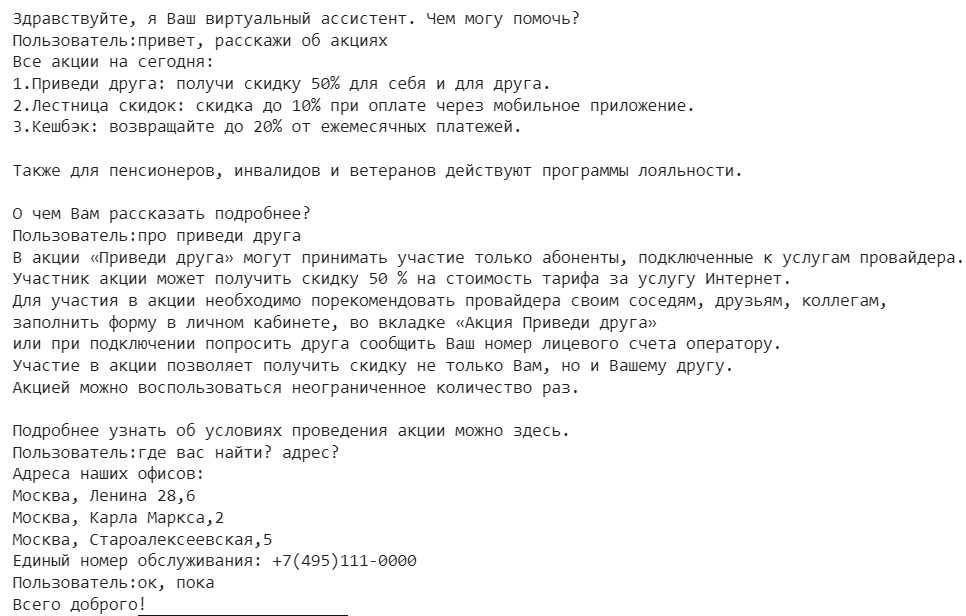 Здравствуйте, я Ваш виртуальный ассистент. Чем могу помочь?
Пользователь:привет, расскажи об акциях
Все акции на сегодня:
1.Приведи друга: получи скидку 50% для себя и для друга.
2.Лестница скидок: скидка до 10% при оплате через мобильное приложение.
3.Кешбэк: возвращайте до 20% от ежемесячных платежей.
Также для пенсионеров, инвалидов и ветеранов действуют программы лояльности.
О чем Вам рассказать подробнее?
Пользователь:про приведи друга
В акции «Приведи друга» могут принимать участие только абоненты, подключенные к услугам провайдера.
Участник акции может получить скидку 50 % на стоимость тарифа за услугу Интернет.
Для участия в акции необходимо порекомендовать провайдера своим соседям, друзьям, коллегам,
заполнить форму в личном кабинете, во вкладке «Акция Приведи друга»
или при подключении попросить друга сообщить Ваш номер лицевого счета оператору.
Участие в акции позволяет получить скидку не только Вам, но и Вашему другу.
Акцией можно воспользоваться неограниченное количество раз.
Подробнее узнать об условиях проведения акции можно здесь.
Пользователь:где вас найти? адрес?
Адреса наших офисов:
Москва, Ленина 28,6
Москва, Карла Маркса,2
Москва, Староалексеевская,5
Единый номер обслуживания: +7(495)111-0000
Пользователь:ок, пока
Всего доброго!